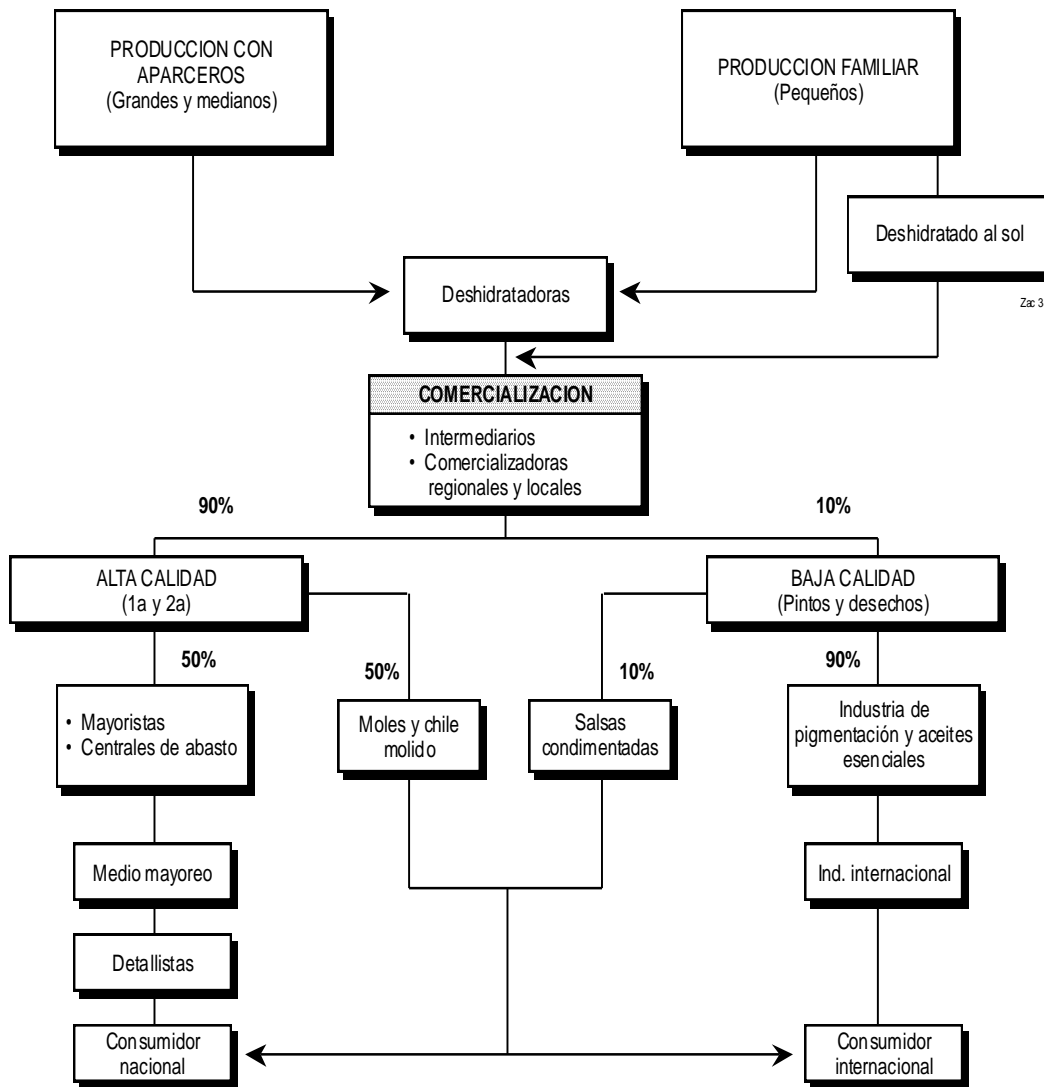 PRODUCCION CON
APARCEROS
(Grandes y medianos)
PRODUCCION FAMILIAR
(Pequeños)
Deshidratado al sol
Zac 3
Deshidratadoras
COMERCIALIZACION
• Intermediarios
• Comercializadoras
regionales y locales
90%
10%
ALTA CALIDAD
(1a y 2a)
BAJA CALIDAD
(Pintos y desechos)
50%
50%
10%
90%
• Mayoristas
• Centrales de abasto
Moles y chile
molido
Salsas
condimentadas
Industria de
pigmentación y aceites
esenciales
Medio mayoreo
Ind. internacional
Detallistas
Consumidor
nacional
Consumidor
internacional